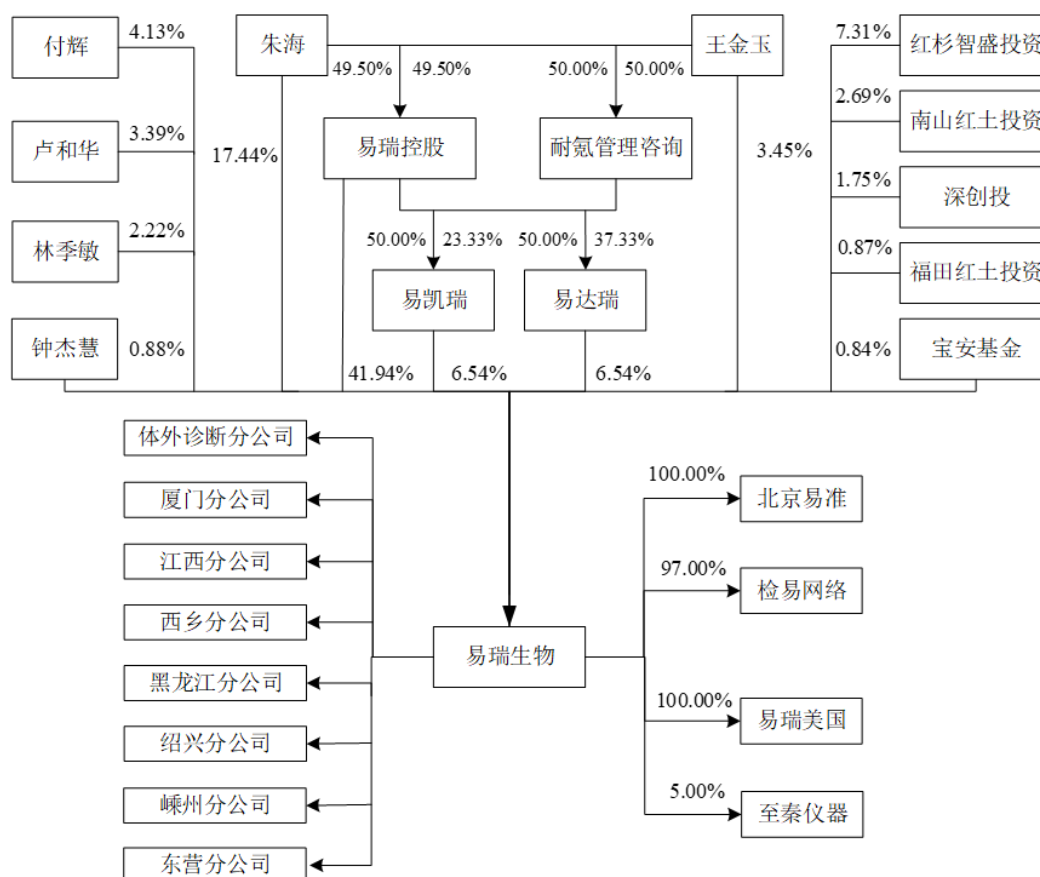 付辉
4.13%
朱海
王金玉
7.31%
红杉智盛投资
49.50%
49.50%
50.00%
50.00%
2.69%
南山红土投资
卢和华
3.39%
17.44%
易瑞控股
耐氪管理咨询
3.45%
1.75%
深创投
林季敏
2.22%
50.00%
23.33%
50.00%
37.33%
0.87%
福田红土投资
易凯瑞
易达瑞
钟杰慧
0.88%
41.94%
6.54%
6.54%
0.84%
宝安基金
体外诊断分公司
厦门分公司
100.00%
北京易准
江西分公司
97.00%
检易网络
西乡分公司
易瑞生物
黑龙江分公司
100.00%
易瑞美国
绍兴分公司
嵊州分公司
5.00%
至秦仪器
东营分公司